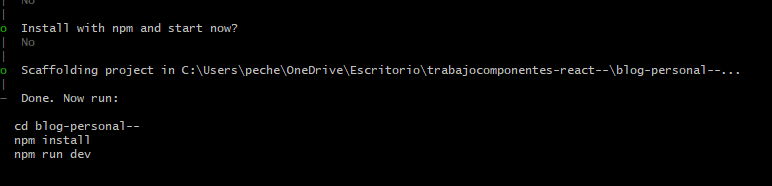 No
o Install with npm and start now?
| No
|
o Scaffolding project in C:\Users\peche\OneDrive\Escritorio\trabajocomponentes-react--\blog-personal--...
|
– Done. Now run:
cd blog-personal--
npm install
npm run dev